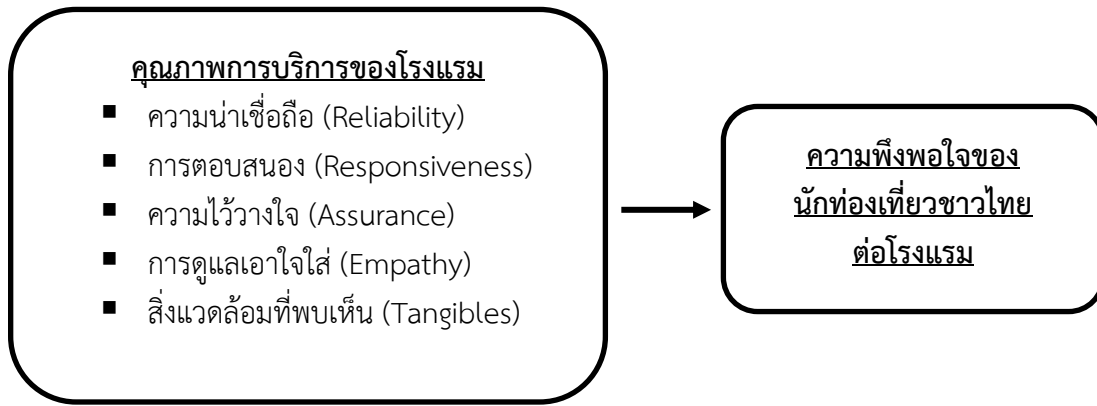 คุณภาพการบริการของโรงแรม
▪ ความน่าเชื่อถือ (Reliability)
▪ การตอบสนอง (Responsiveness)
▪ ความไว้วางใจ (Assurance)
▪ การดูแลเอาใจใส่ (Empathy)
▪ สิ่งแวดล้อมที่พบเห็น (Tangibles)
ความพึงพอใจของ
นักท่องเที่ยวชาวไทย
ต่อโรงแรม